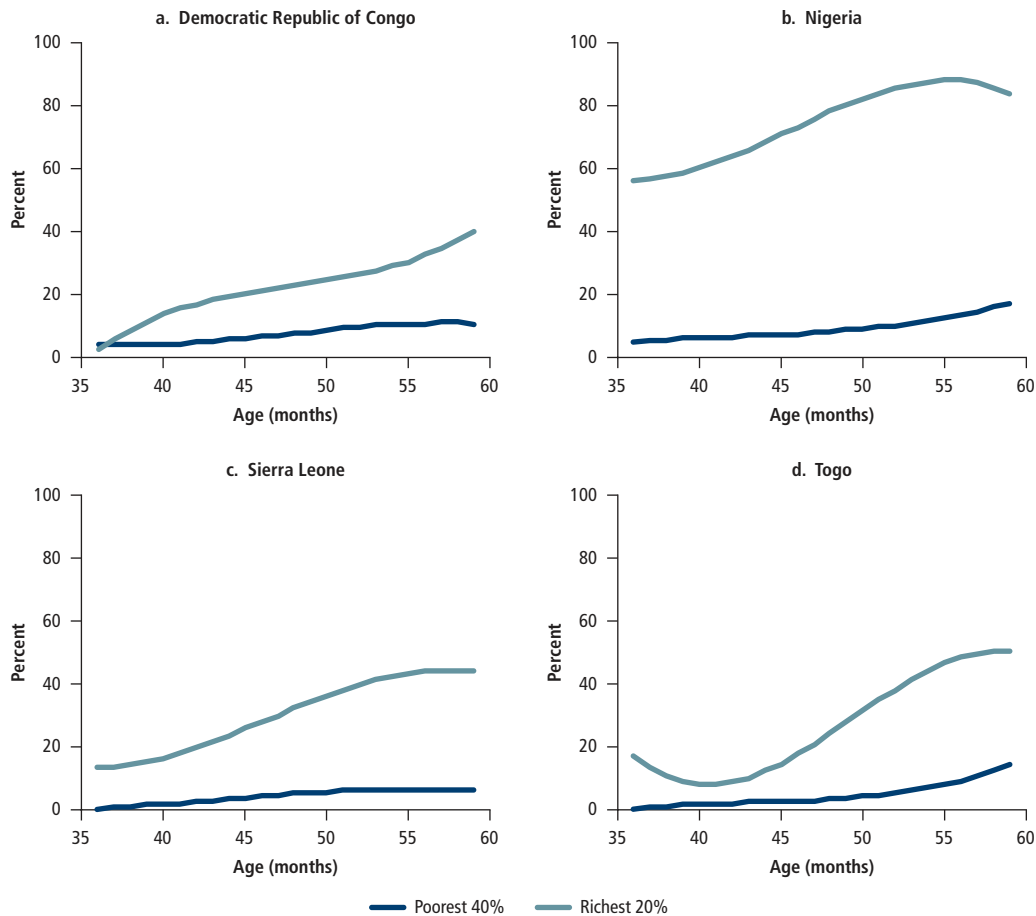 a. Democratic Republic of Congo
100
80
60
40
20
0
Percent
35 40 45 50 55 60
Age (months)
b. Nigeria
100
80
60
40
20
0
Percent
35 40 45 50 55 60
Age (months)
c. Sierra Leone
100
80
60
40
20
0
Percent
35 40 45 50 55 60
Age (months)
d. Togo
100
80
60
40
20
0
Percent
35 40 45 50 55 60
Age (months)
Poorest 40% Richest 20%